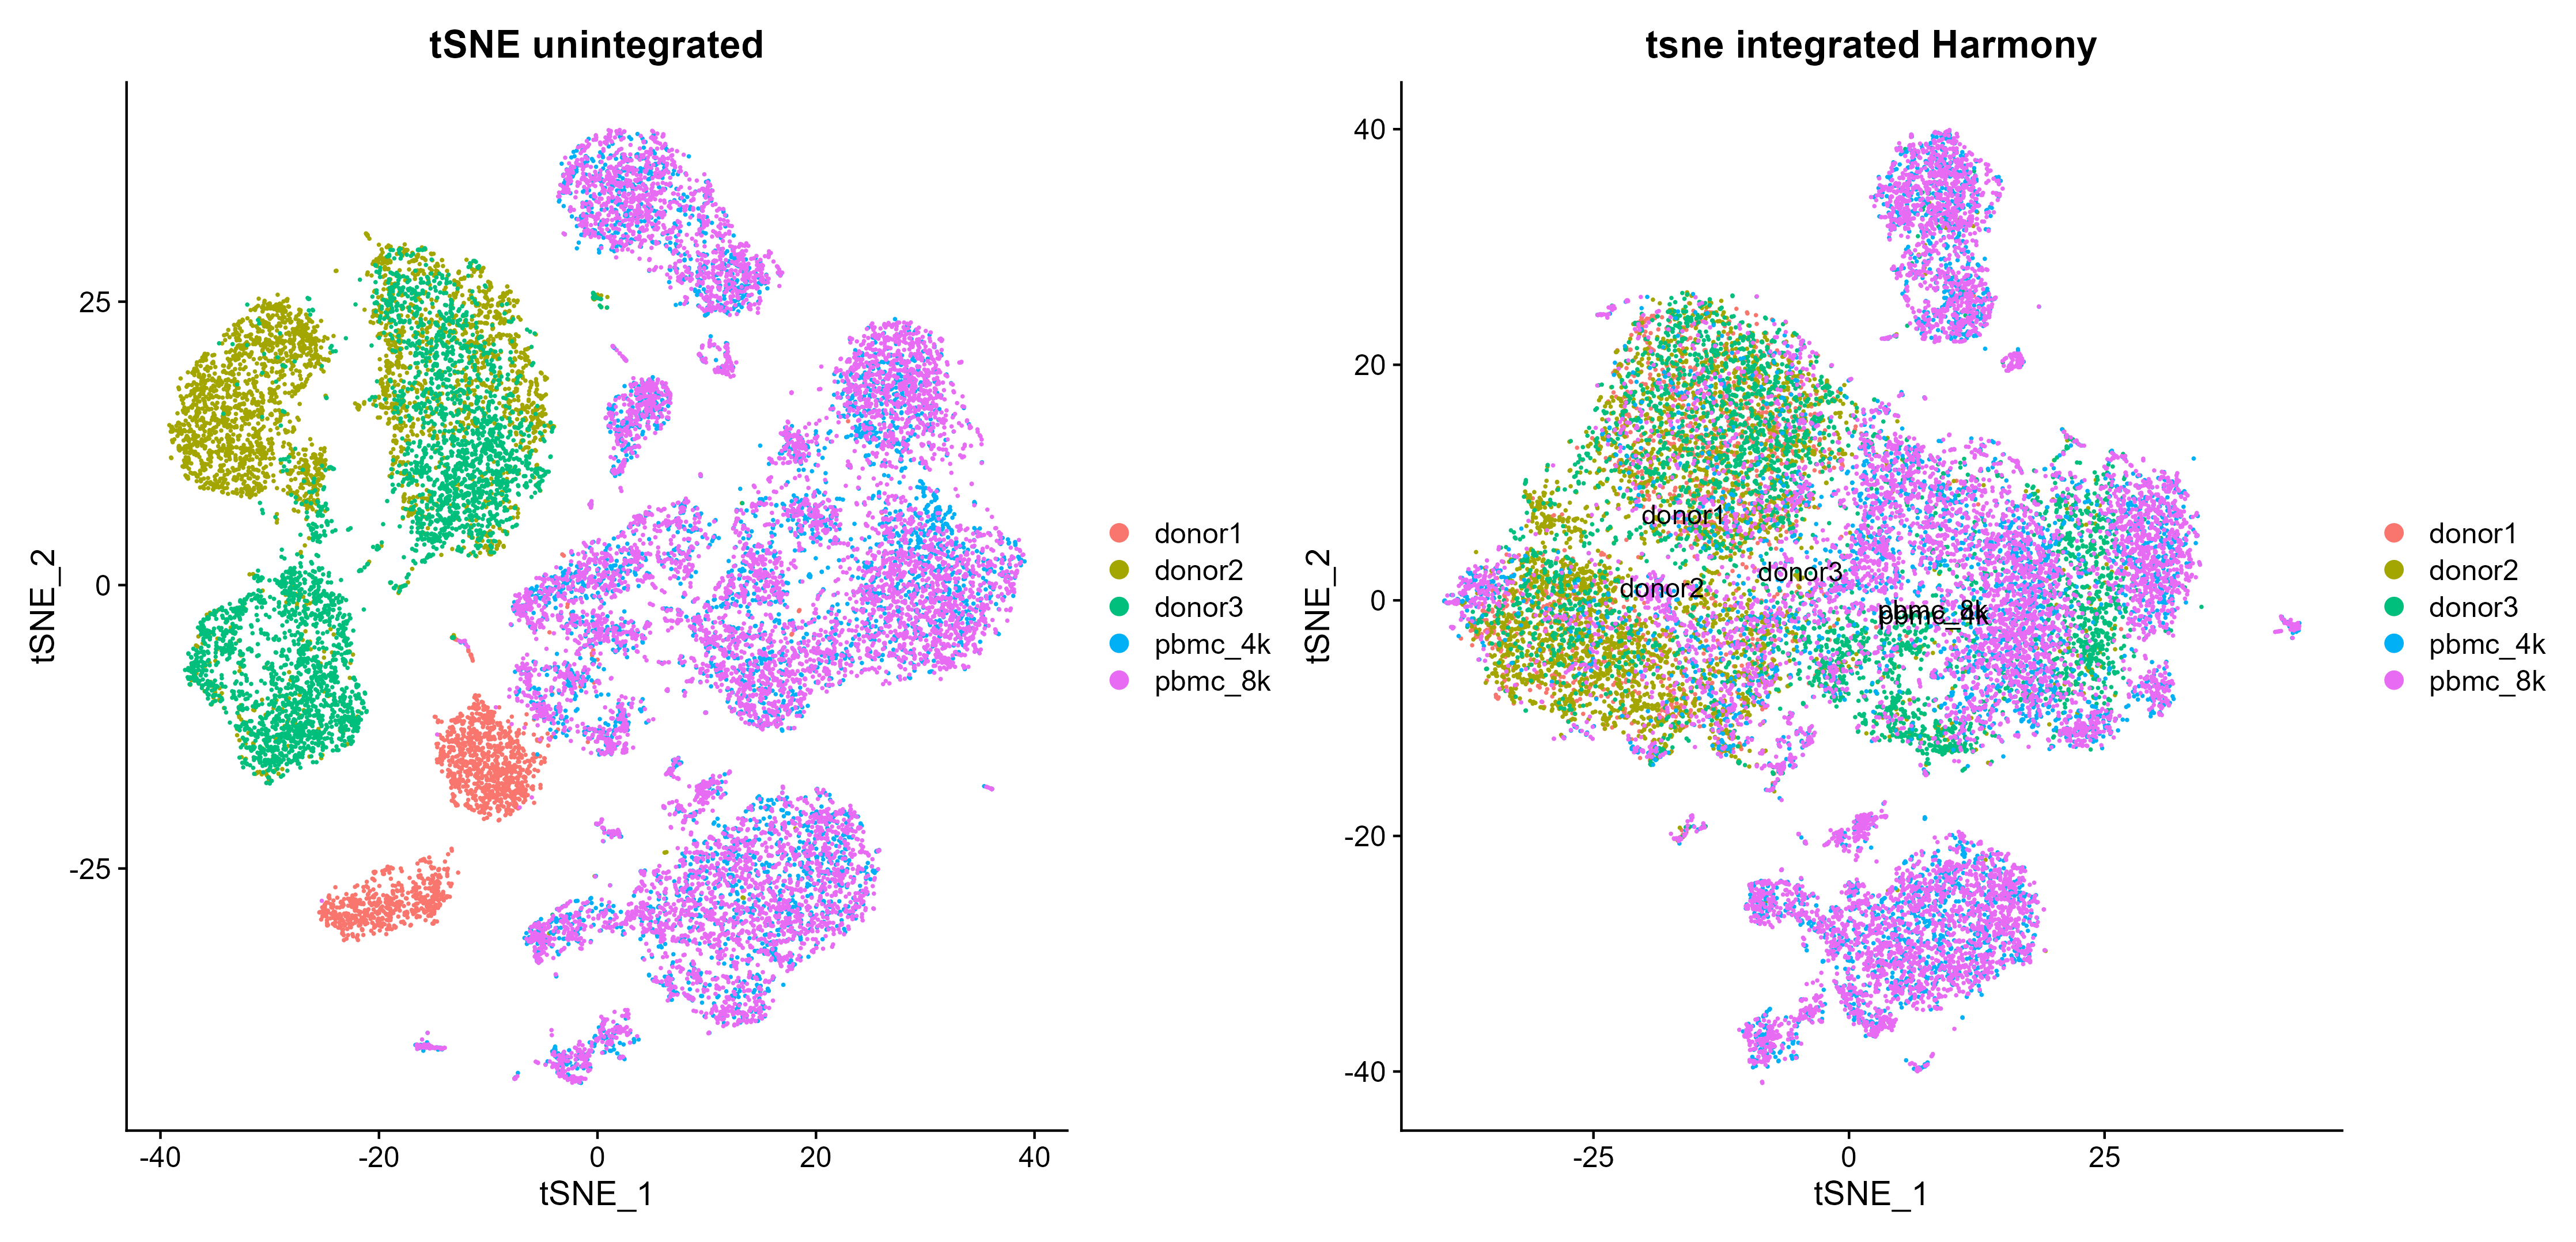 tSNE unintegrated
25
0
-25
tSNE_2
-40
-20
0
20
40
tSNE_1
donor1
donor2
donor3
pbmc_4k
pbmc_8k
tsne integrated Harmony
40
20
0
-20
-40
tSNE_2
donor1
donor3
donor2
pbmc_8k
pbmc_4k
-25
0
25
tSNE_1
donor1
donor2
donor3
pbmc_4k
pbmc_8k